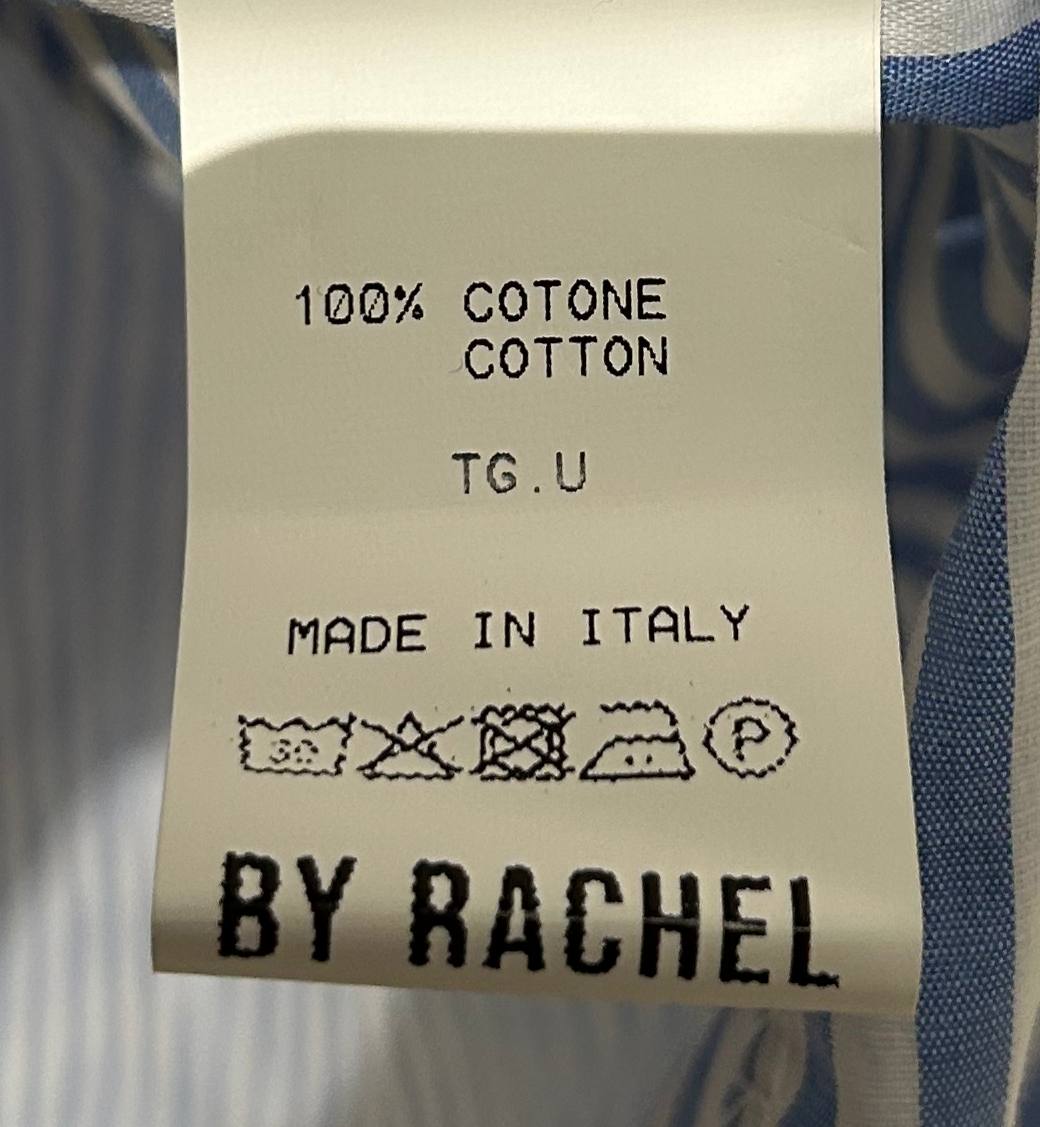 100% COTONE
COTTON
TG.U
MADE IN ITALY
30 P
BY RACHEL